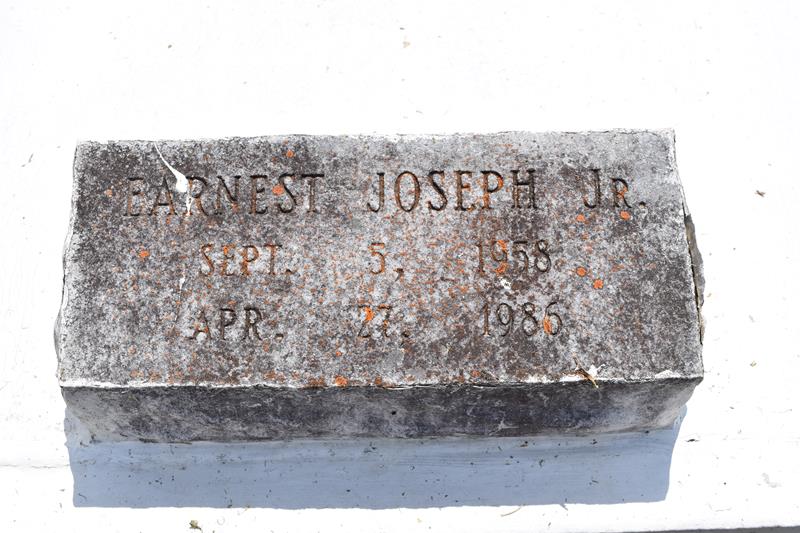 EARNEST JOSEPH JR.
SEPT. 5, 1958
APR. 27. 1986